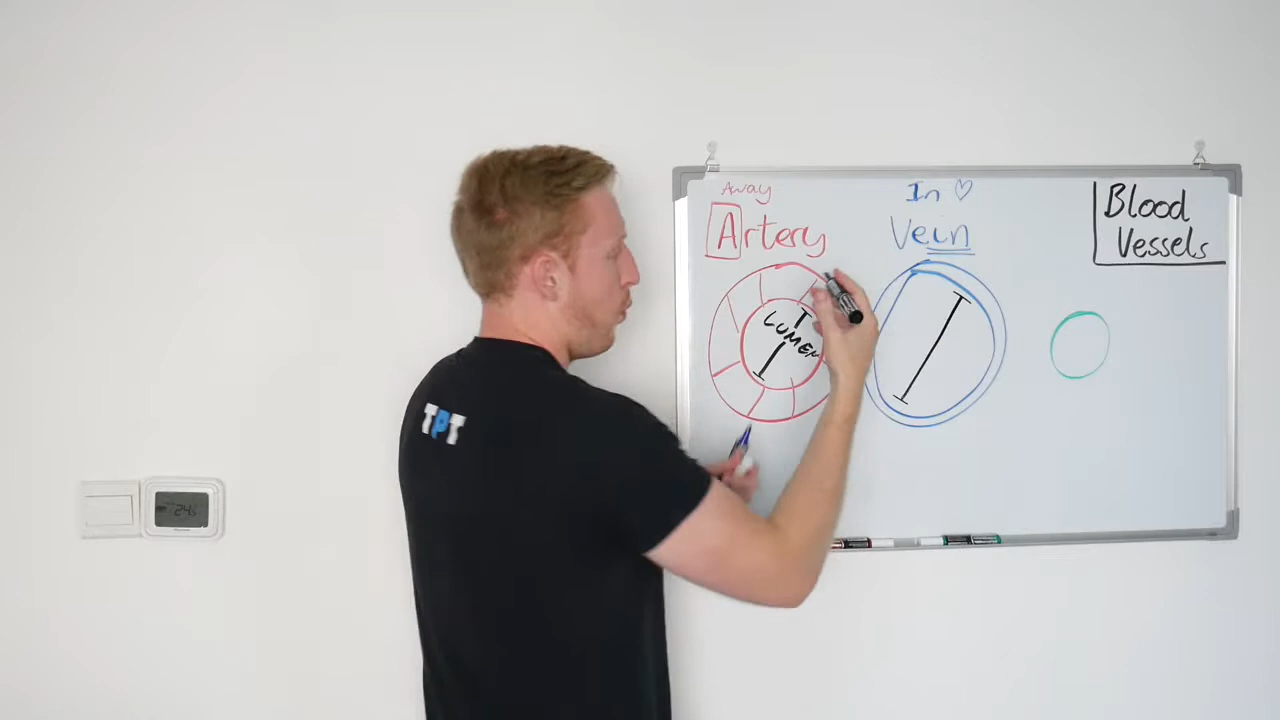 Away
Artery
In ♡
Vein
Blood
Vessels
LUMEN
TPT